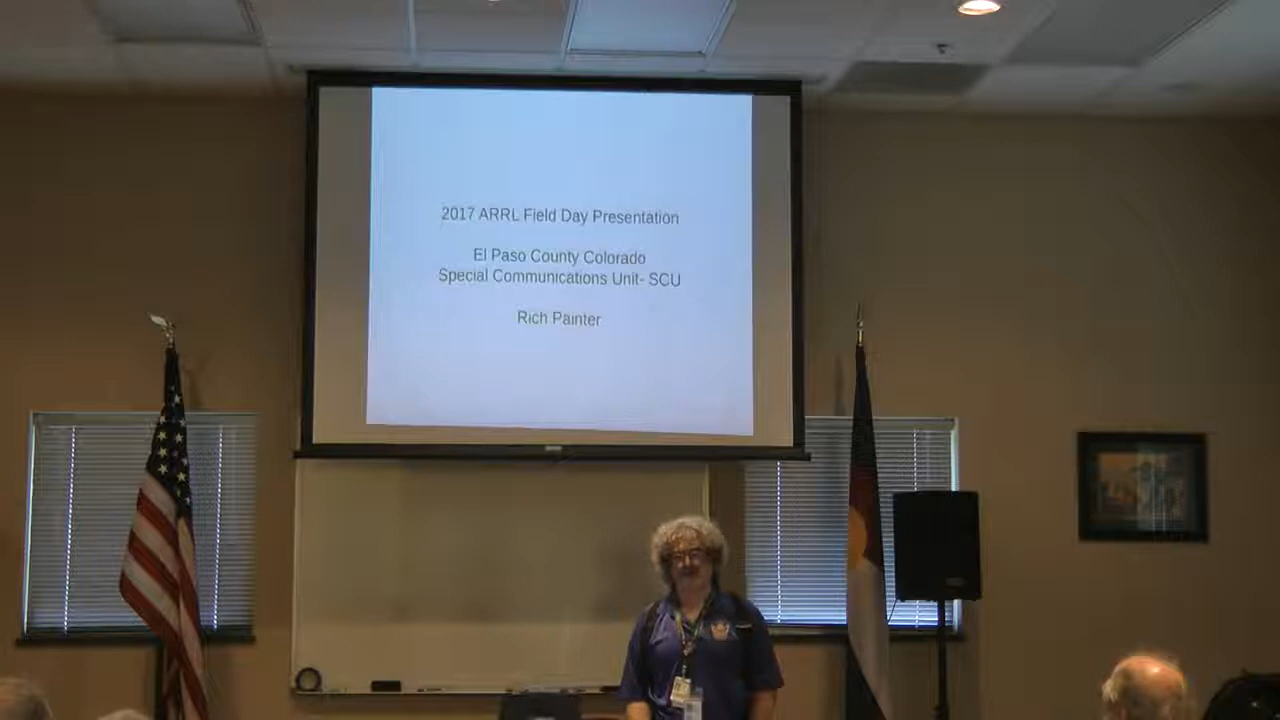 2017 ARRL Field Day Presentation
El Paso County Colorado
Special Communications Unit- SCU
Rich Painter